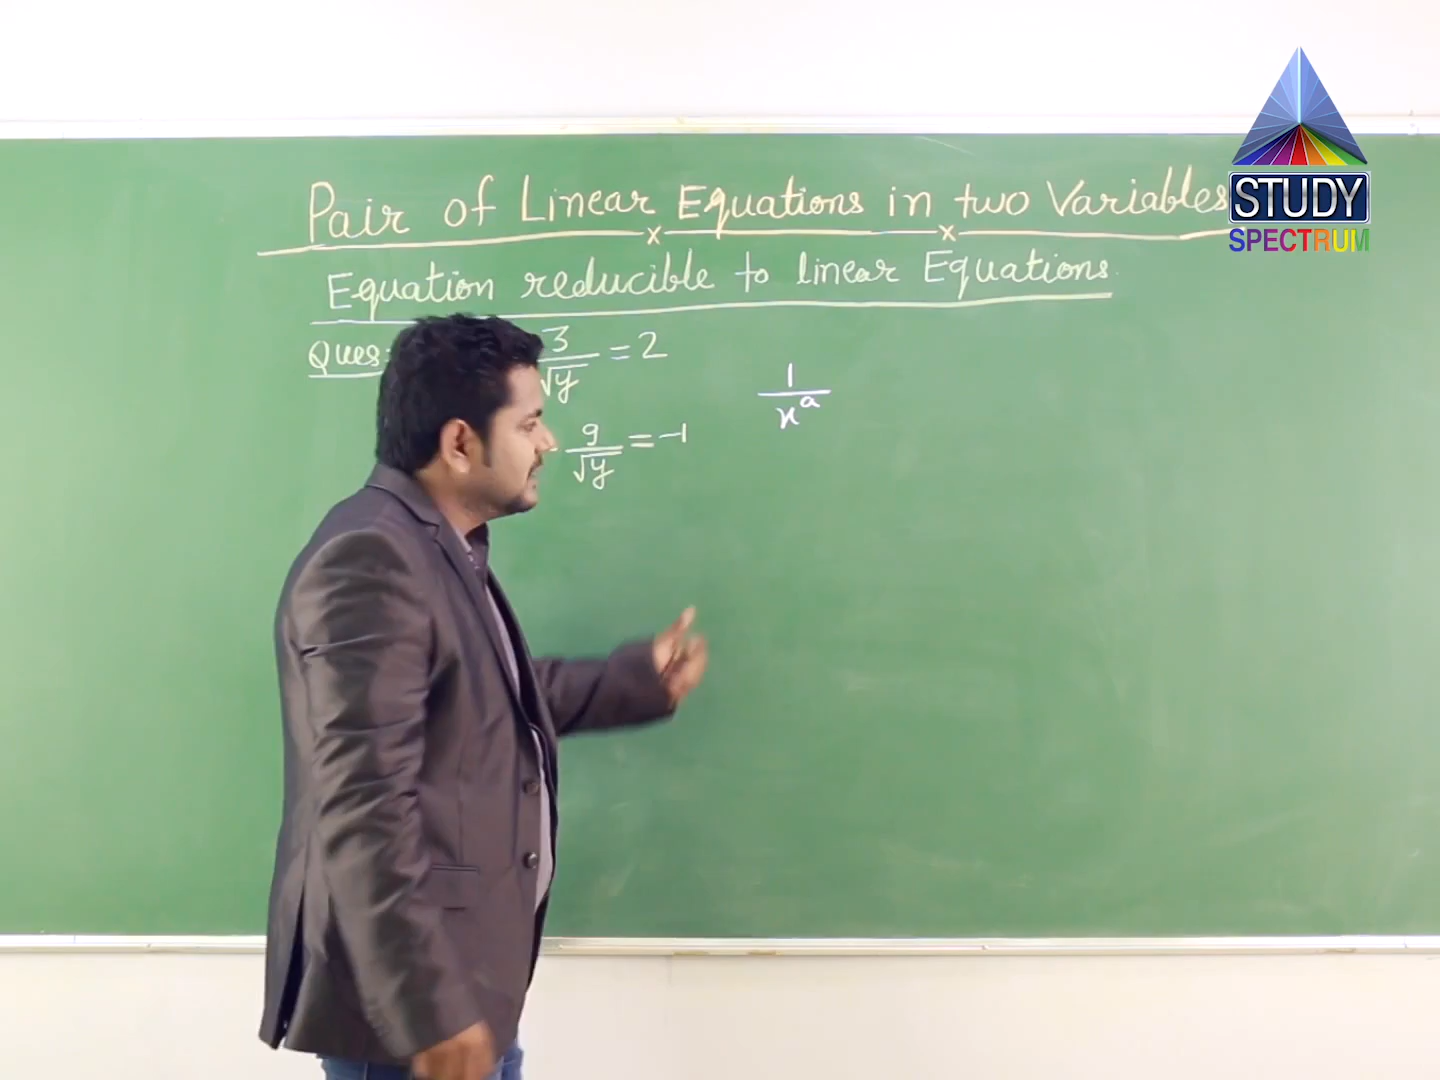 Pair of Linear Equations in two Variables
x x
Equation reducible to linear Equations
Ques:
3/√y = 2
9/√y = -1
1/x^a
STUDY
SPECTRUM